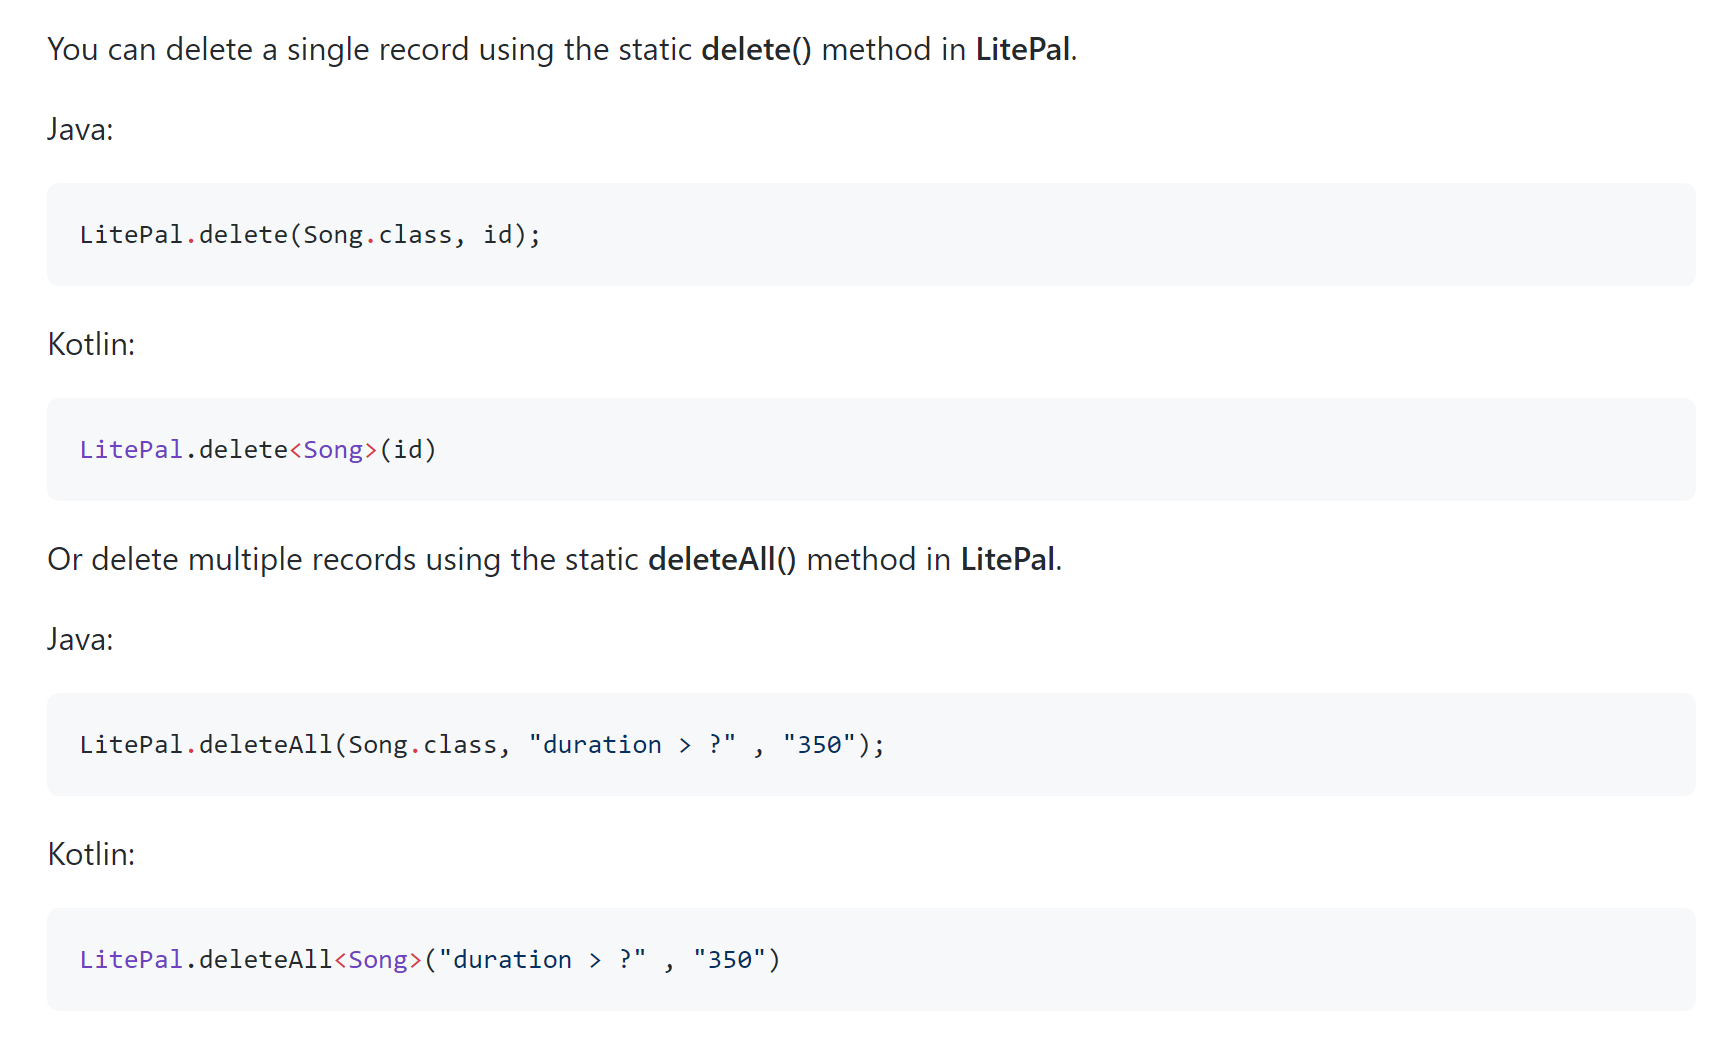 You can delete a single record using the static delete() method in LitePal.
Java:
LitePal.delete(Song.class, id);
Kotlin:
LitePal.delete<Song>(id)
Or delete multiple records using the static deleteAll() method in LitePal.
Java:
LitePal.deleteAll(Song.class, "duration > ?" , "350");
Kotlin:
LitePal.deleteAll<Song>("duration > ?" , "350")